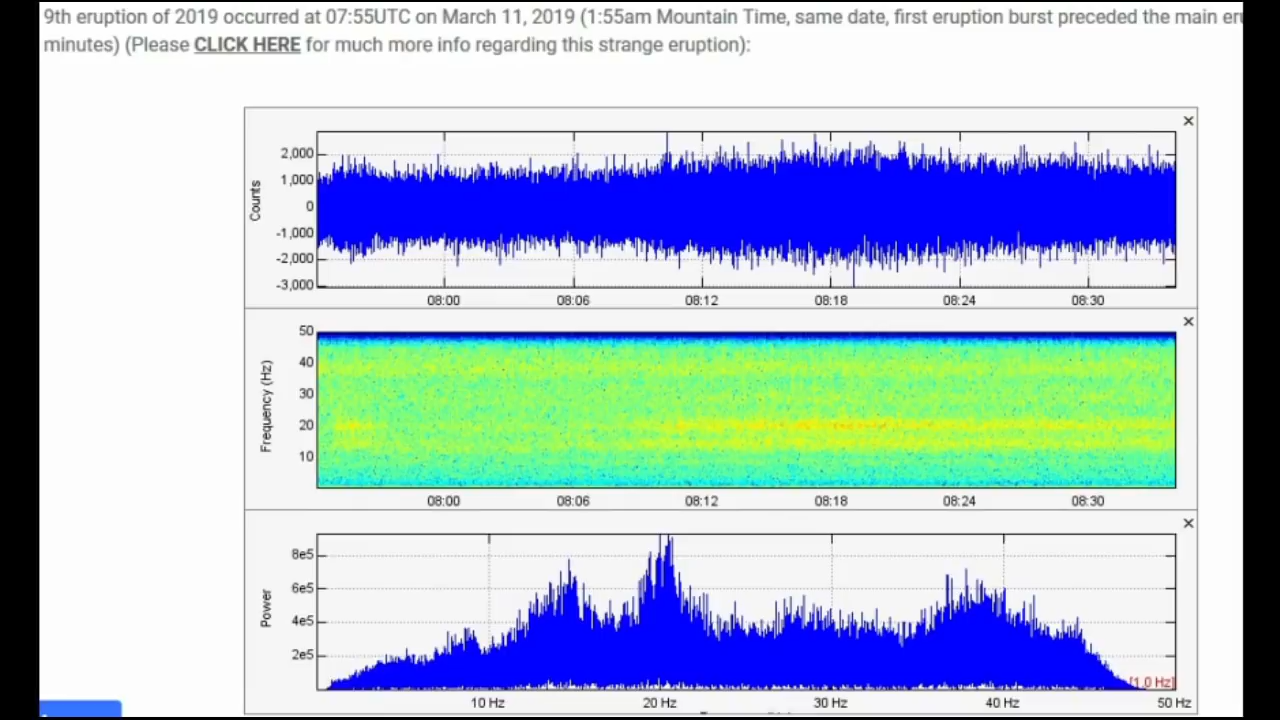 9th eruption of 2019 occurred at 07:55UTC on March 11, 2019 (1:55am Mountain Time, same date, first eruption burst preceded the main
minutes) (Please CLICK HERE for much more info regarding this strange eruption):
2,000
1,000
0
-1,000
-2,000
-3,000
Counts
08:00 08:06 08:12 08:18 08:24 08:30
50
40
30
20
10
Frequency (Hz)
08:00 08:06 08:12 08:18 08:24 08:30
8e5
6e5
4e5
2e5
Power
[1.0 Hz]
10 Hz 20 Hz 30 Hz 40 Hz 50 Hz